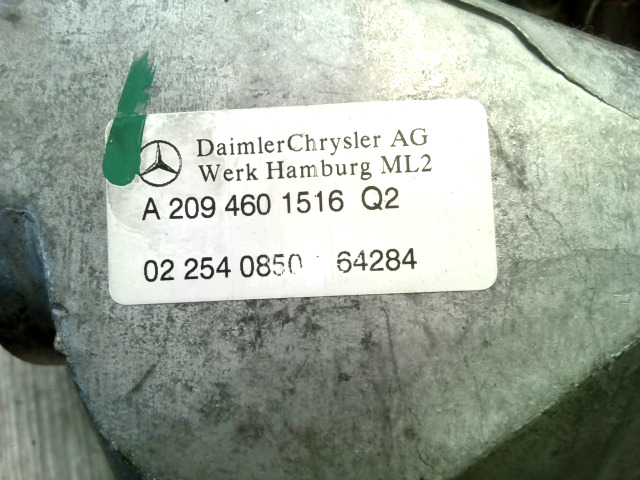 DaimlerChrysler AG
Werk Hamburg ML2
A 209 460 1516 Q2
02 254 0850 64284